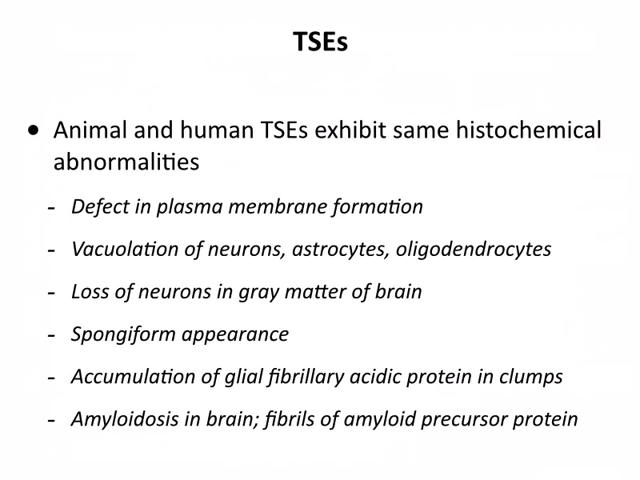 TSEs
• Animal and human TSEs exhibit same histochemical
abnormalities
- Defect in plasma membrane formation
- Vacuolation of neurons, astrocytes, oligodendrocytes
- Loss of neurons in gray matter of brain
- Spongiform appearance
- Accumulation of glial fibrillary acidic protein in clumps
- Amyloidosis in brain; fibrils of amyloid precursor protein